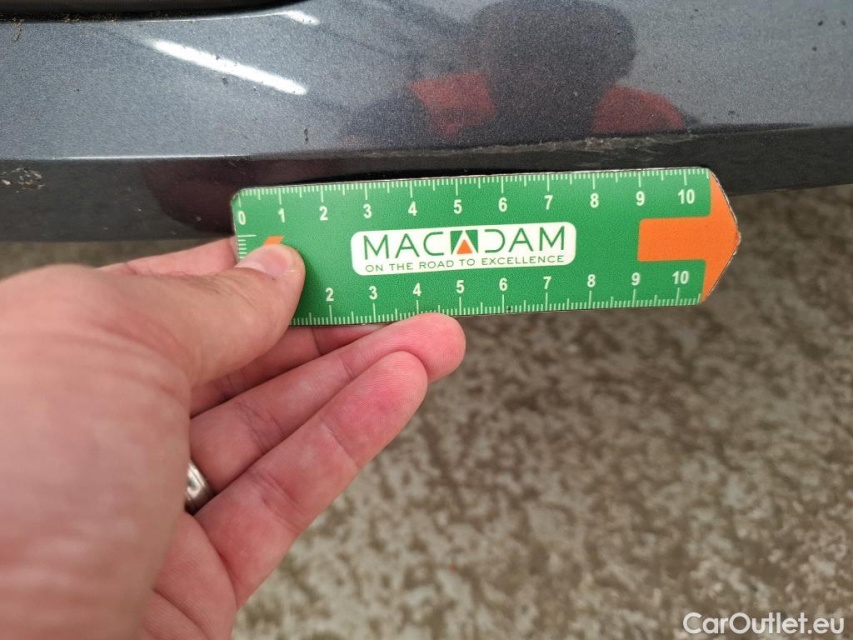 0 1 2 3 4 5 6 7 8 9 10
MACADAM
ON THE ROAD TO EXCELLENCE
2 3 4 5 6 7 8 9 10
CarOutlet.eu